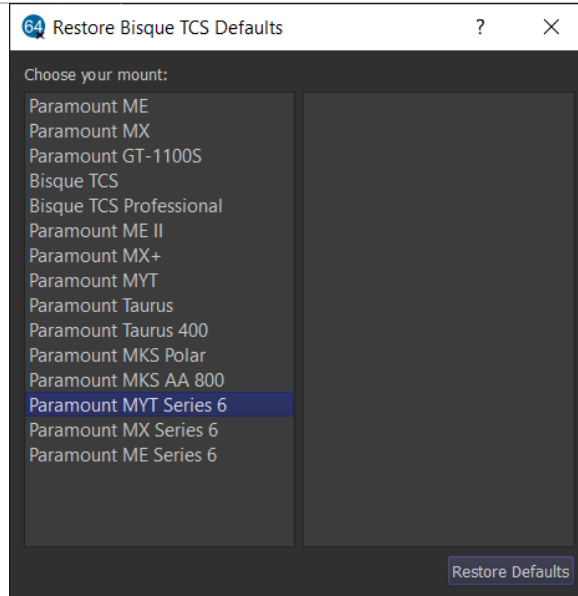 64 Restore Bisque TCS Defaults ? ×
Choose your mount:
Paramount ME
Paramount MX
Paramount GT-1100S
Bisque TCS
Bisque TCS Professional
Paramount ME II
Paramount MX+
Paramount MYT
Paramount Taurus
Paramount Taurus 400
Paramount MKS Polar
Paramount MKS AA 800
Paramount MYT Series 6
Paramount MX Series 6
Paramount ME Series 6
Restore Defaults